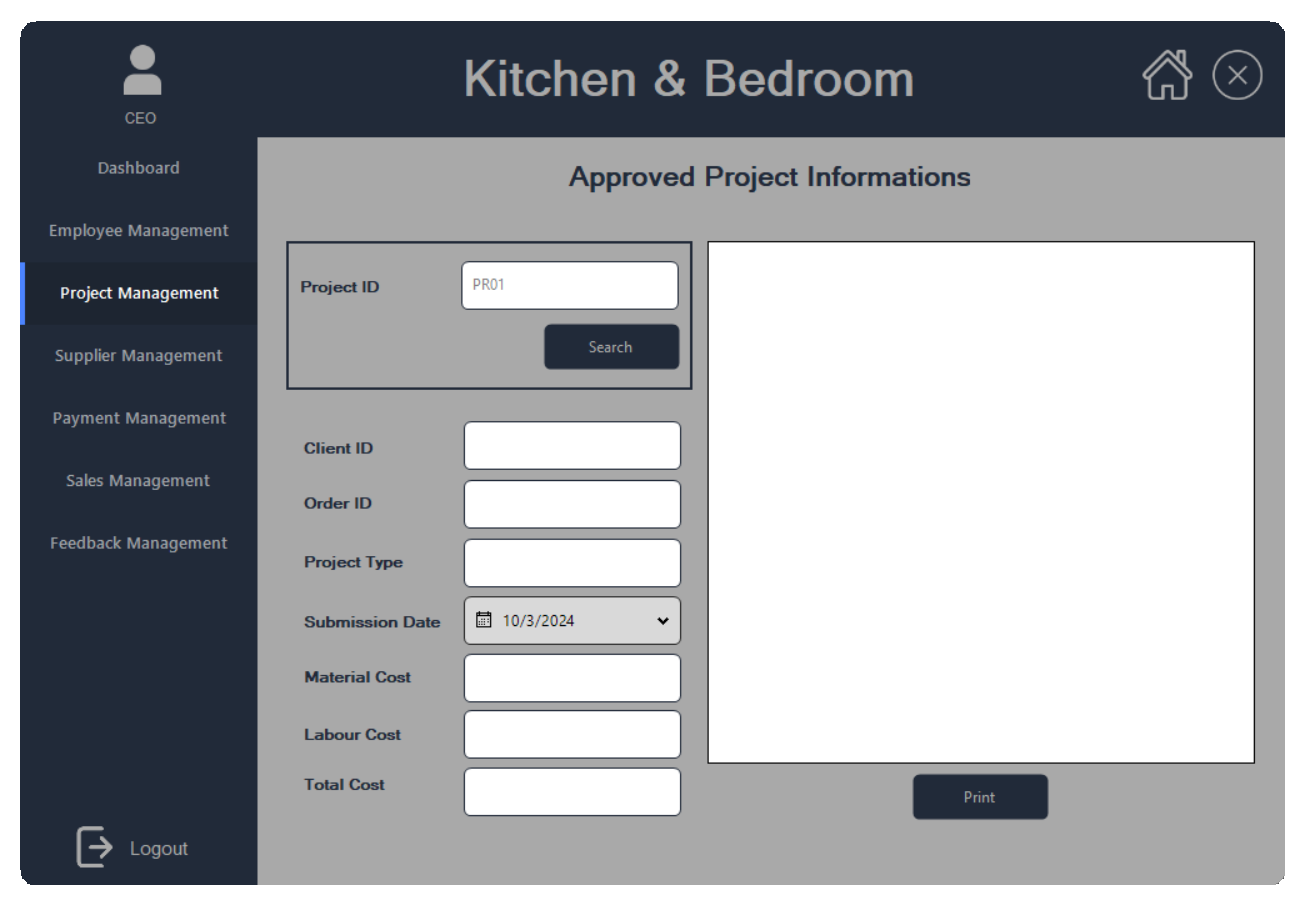 Kitchen & Bedroom
CEO
Dashboard
Employee Management
Project Management
Supplier Management
Payment Management
Sales Management
Feedback Management
Logout
Approved Project Informations
Project ID
PR01
Search
Client ID
Order ID
Project Type
Submission Date
10/3/2024
Material Cost
Labour Cost
Total Cost
Print